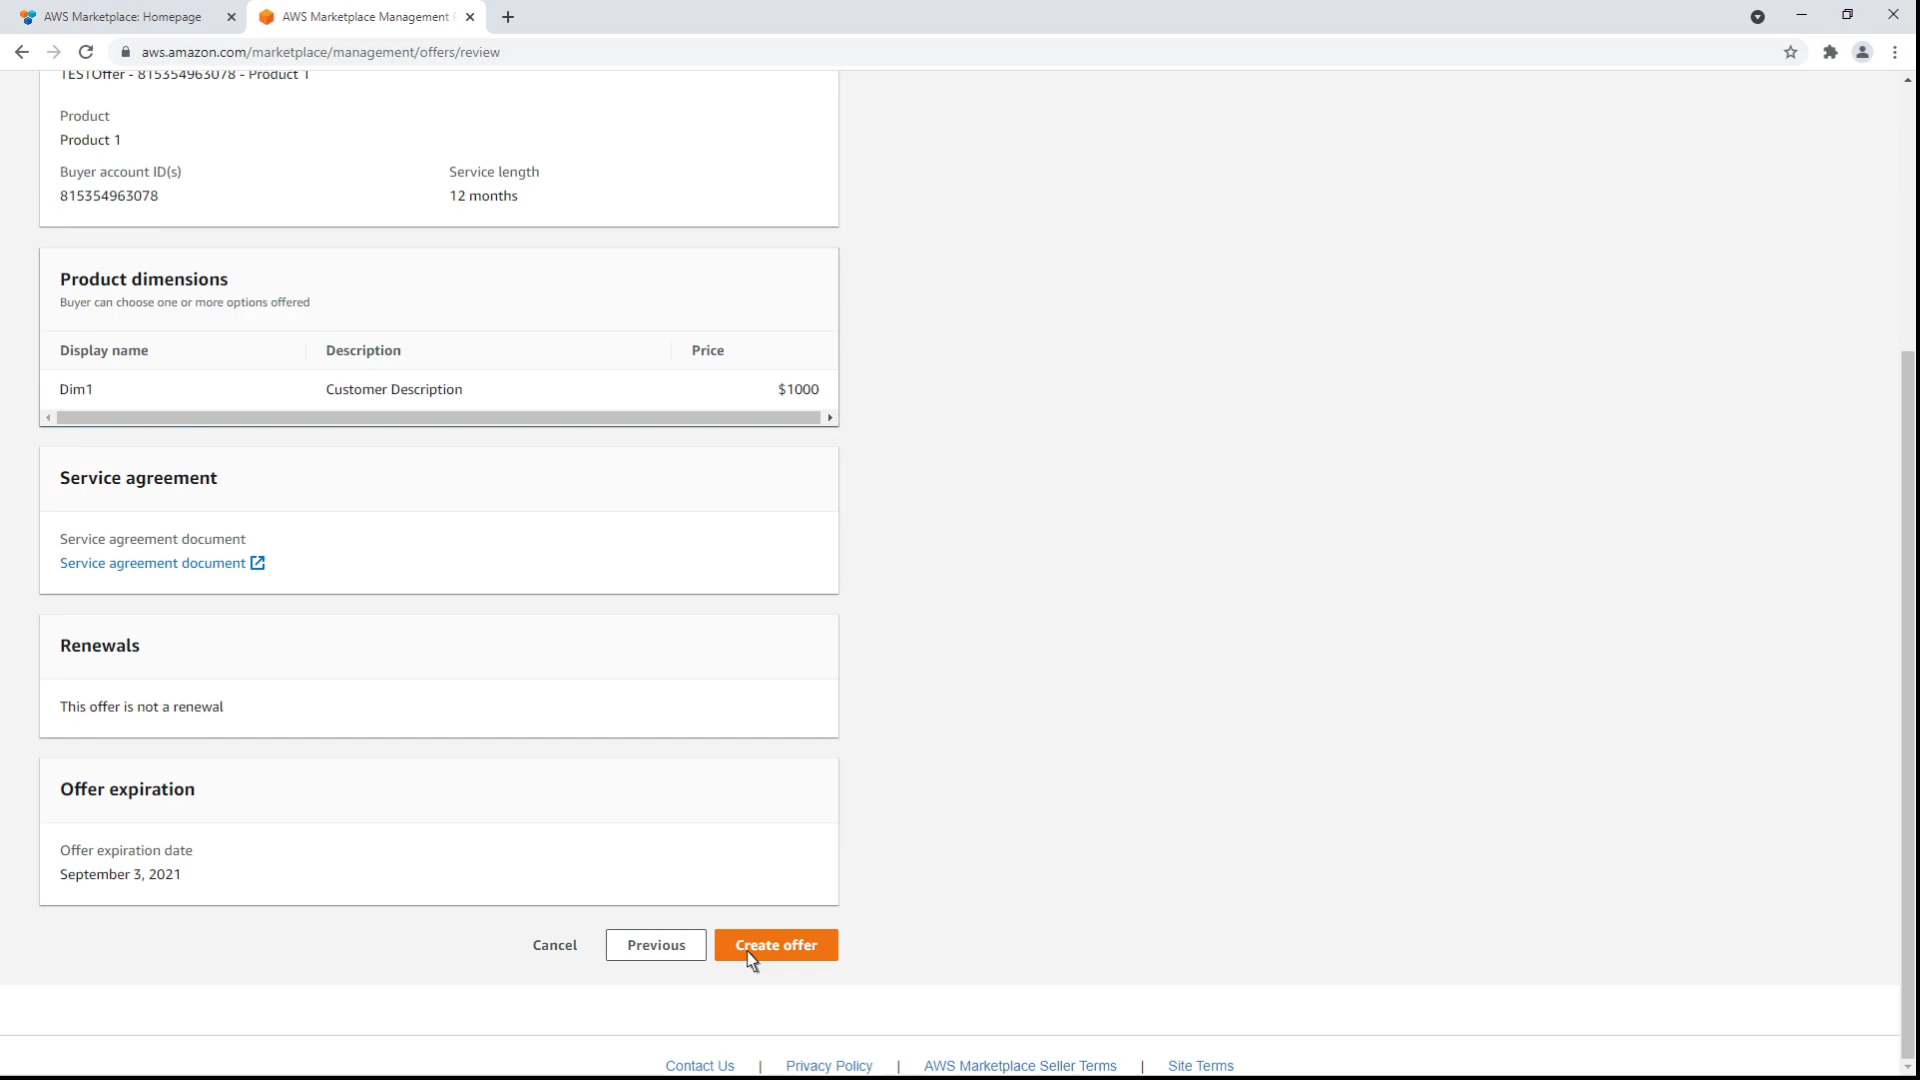 AWS Marketplace: Homepage
AWS Marketplace Management
aws.amazon.com/marketplace/management/offers/review
TESTOffer - 815354963078 - Product 1
Product
Product 1
Buyer account ID(s)
815354963078
Service length
12 months
Product dimensions
Buyer can choose one or more options offered
Display name Description Price
Dim1 Customer Description $1000
Service agreement
Service agreement document
Service agreement document
Renewals
This offer is not a renewal
Offer expiration
Offer expiration date
September 3, 2021
Cancel Previous Create offer
Contact Us | Privacy Policy | AWS Marketplace Seller Terms | Site Terms